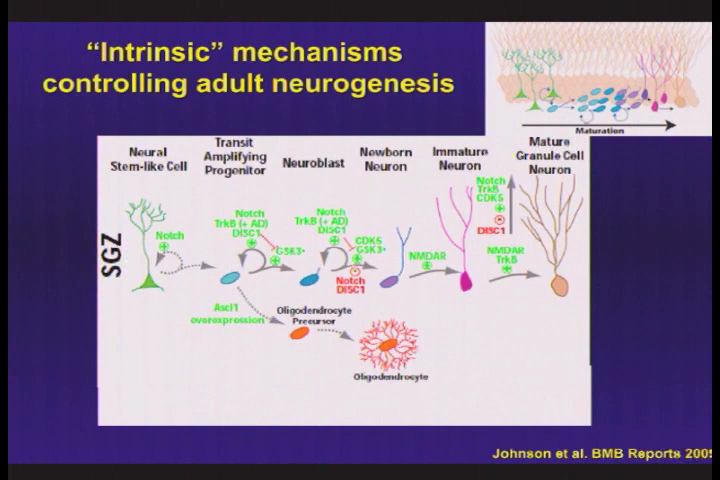 “Intrinsic” mechanisms
controlling adult neurogenesis
Maturation
Neural
Stem-like Cell
Transit
Amplifying
Progenitor
Neuroblast
Newborn
Neuron
Immature
Neuron
Mature
Granule Cell
Neuron
SGZ
Notch
Notch
TrkB (+ AD)
DISC1
GSK3
Notch
TrkB (+ AD)
DISC1
CDK5
GSK3
Notch
DISC1
NMDAR
Notch
TrkB
CDK5
DISC1
NMDAR
TrkB
Ascl1
overexpression
Oligodendrocyte
Precursor
Oligodendrocyte
Johnson et al. BMB Reports